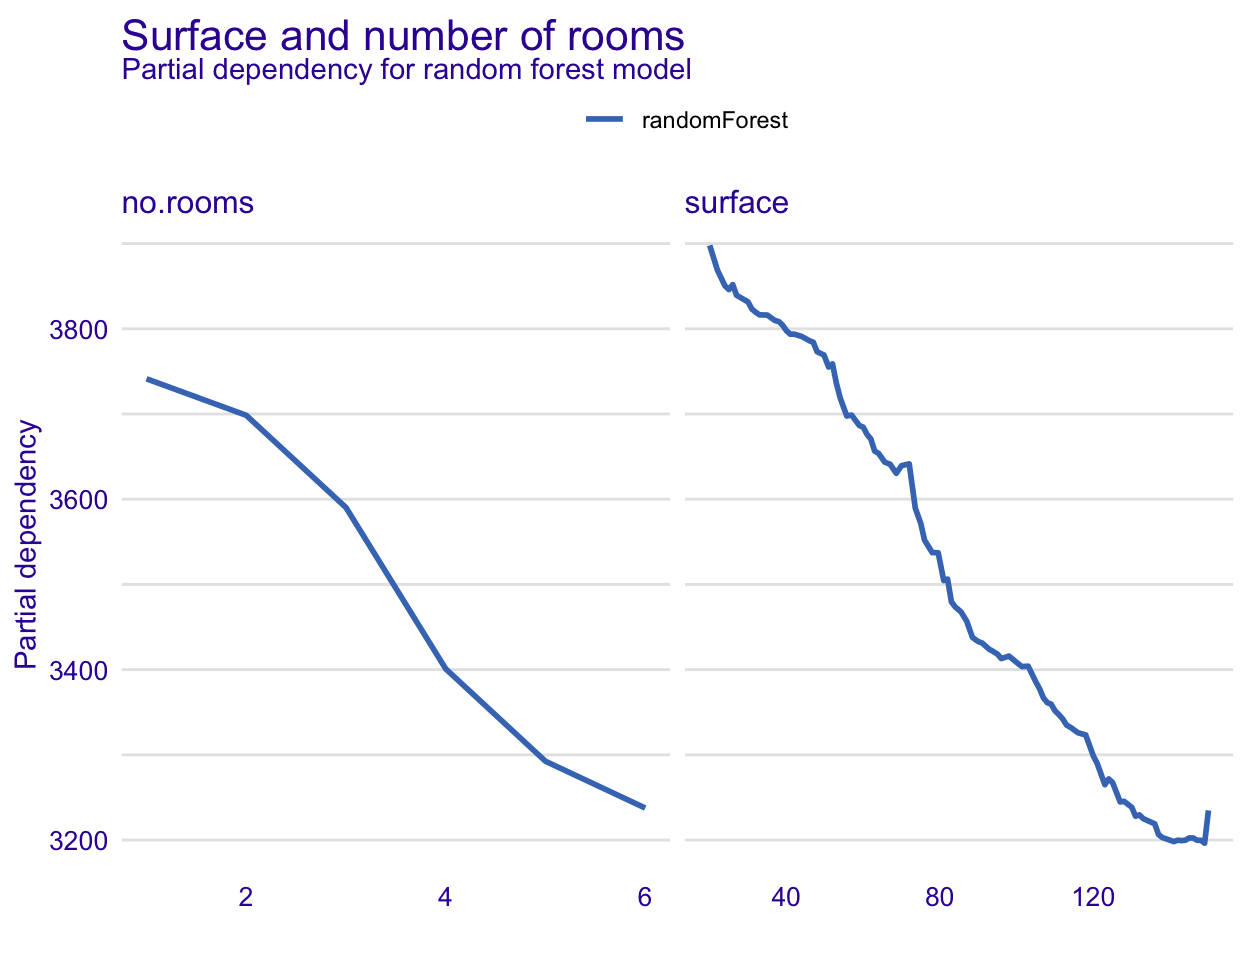 Surface and number of rooms
Partial dependency for random forest model
randomForest
no.rooms
surface
Partial dependency
3800
3600
3400
3200
2
4
6
40
80
120